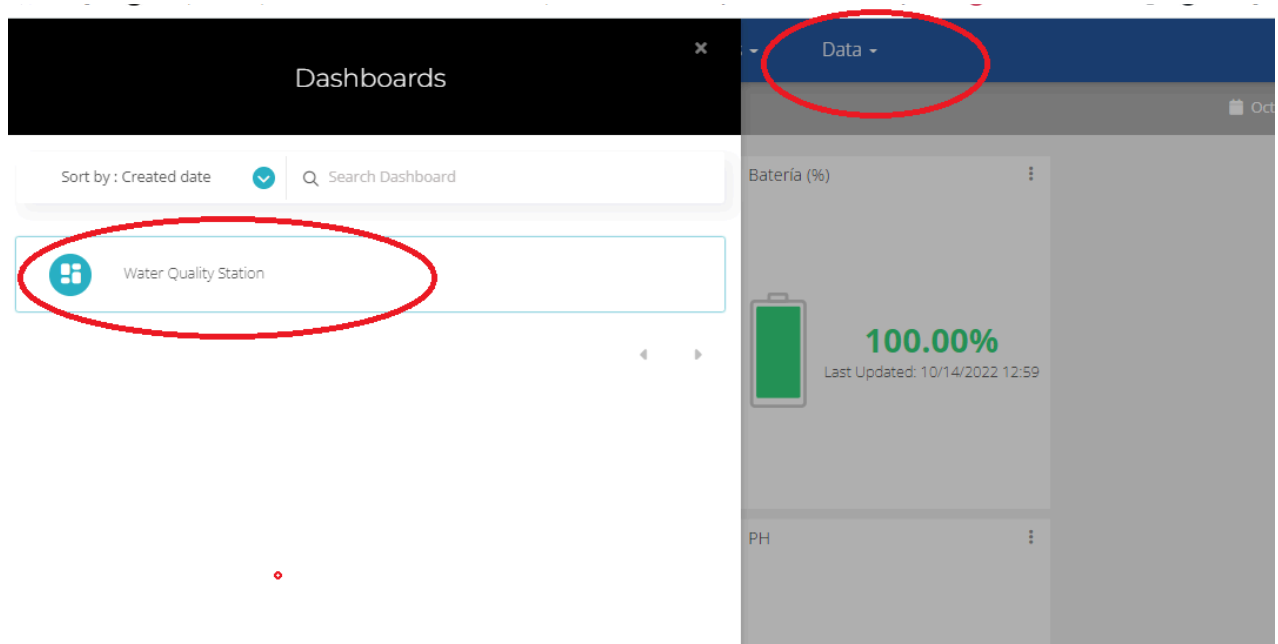 Dashboards
×
Data
Oct
Sort by : Created date
Search Dashboard
Water Quality Station
Batería (%)
100.00%
Last Updated: 10/14/2022 12:59
PH